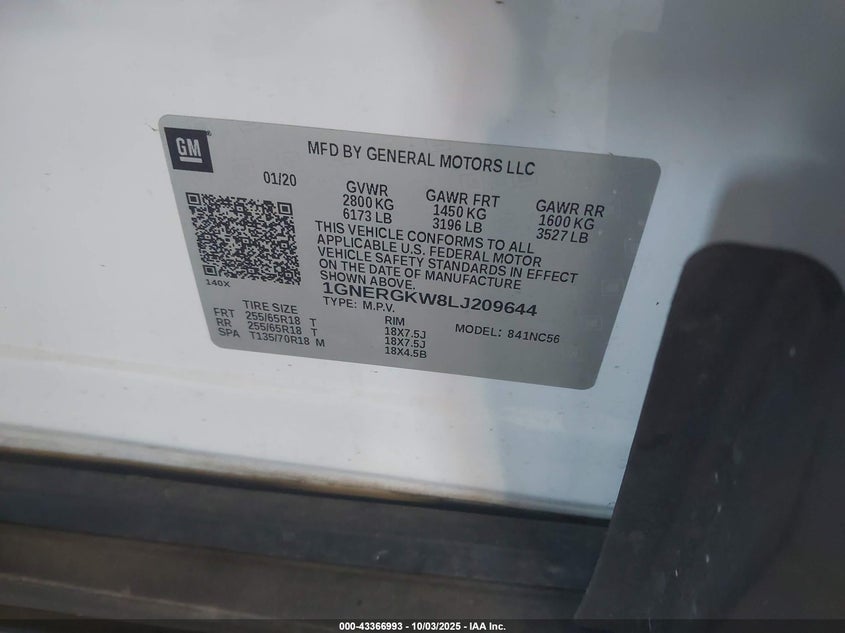 GM
MFD BY GENERAL MOTORS LLC
01/20
GVWR
2800 KG
6173 LB
GAWR FRT
1450 KG
3196 LB
GAWR RR
1600 KG
3527 LB
THIS VEHICLE CONFORMS TO ALL
APPLICABLE U.S. FEDERAL MOTOR
VEHICLE SAFETY STANDARDS IN EFFECT
ON THE DATE OF MANUFACTURE
SHOWN ABOVE.
140X
1GNERGKW8LJ209644
TYPE: M.P.V.
MODEL: 841NC56
TIRE SIZE RIM
FRT 255/65R18 T 18X7.5J
RR 255/65R18 T 18X7.5J
SPA T135/70R18 M 18X4.5B
000-43366993 - 10/03/2025 - IAA Inc.